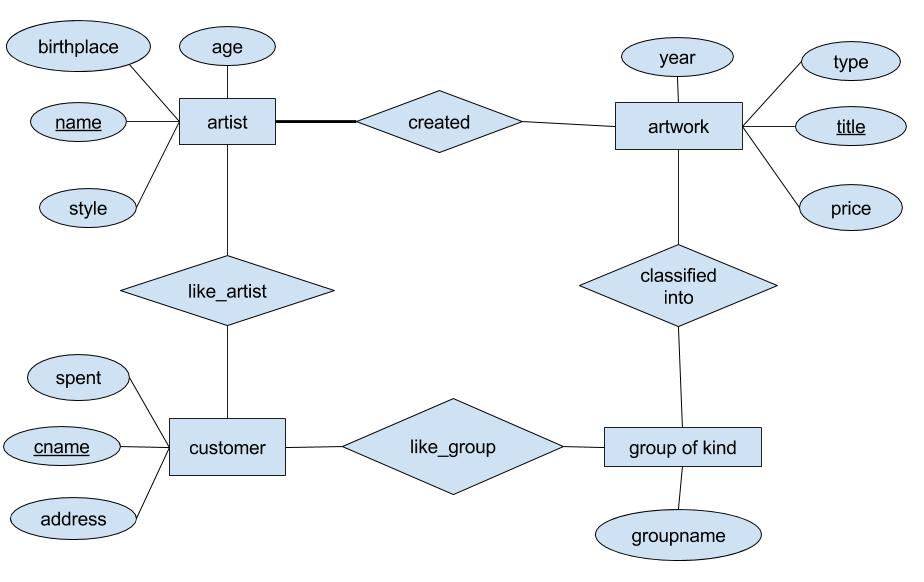 birthplace
age
year
type
name
artist
created
artwork
title
style
price
like_artist
classified
into
spent
cname
customer
like_group
group of kind
address
groupname